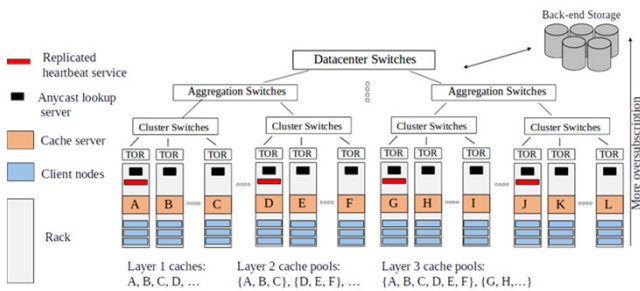 Back-end Storage
Replicated
heartbeat service
Datacenter Switches
Anycast lookup
server
Aggregation Switches
Aggregation Switches
Cache server
Cluster Switches
Cluster Switches
Cluster Switches
Cluster Switches
Client nodes
TOR TOR TOR TOR TOR TOR TOR TOR TOR TOR TOR TOR
A B C D E F G H I J K L
Rack
More oversubscription
Layer 1 caches:
A, B, C, D, …
Layer 2 cache pools:
{A, B, C}, {D, E, F}, …
Layer 3 cache pools:
{A, B, C, D, E, F}, {G, H,…}